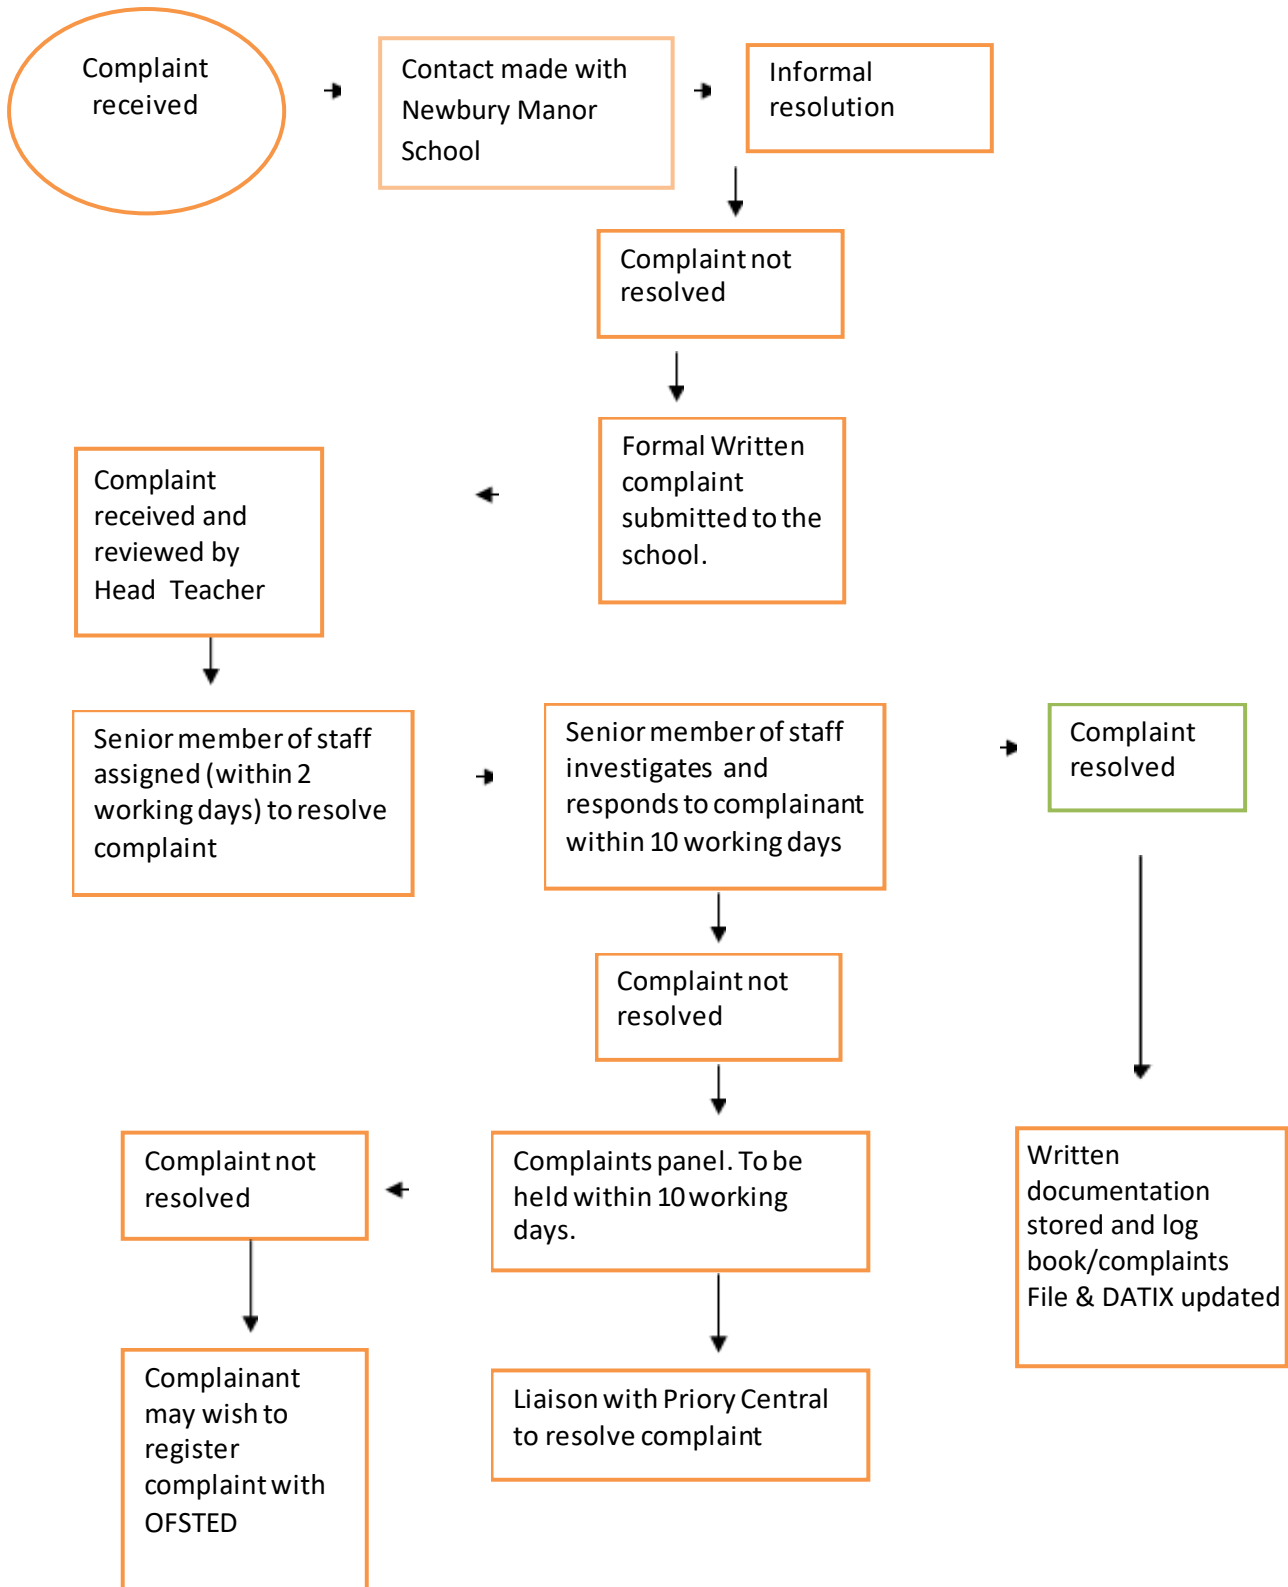 Complaint
received
Contact made with
Newbury Manor
School
Informal
resolution
Complaint not
resolved
Formal Written
complaint
submitted to the
school.
Complaint
received and
reviewed by
Head Teacher
Senior member of staff
assigned (within 2
working days) to resolve
complaint
Senior member of staff
investigates and
responds to complainant
within 10 working days
Complaint
resolved
Complaint not
resolved
Complaint not
resolved
Complaints panel. To be
held within 10 working
days.
Written
documentation
stored and log
book/complaints
File & DATIX updated
Complainant
may wish to
register
complaint with
OFSTED
Liaison with Priory Central
to resolve complaint